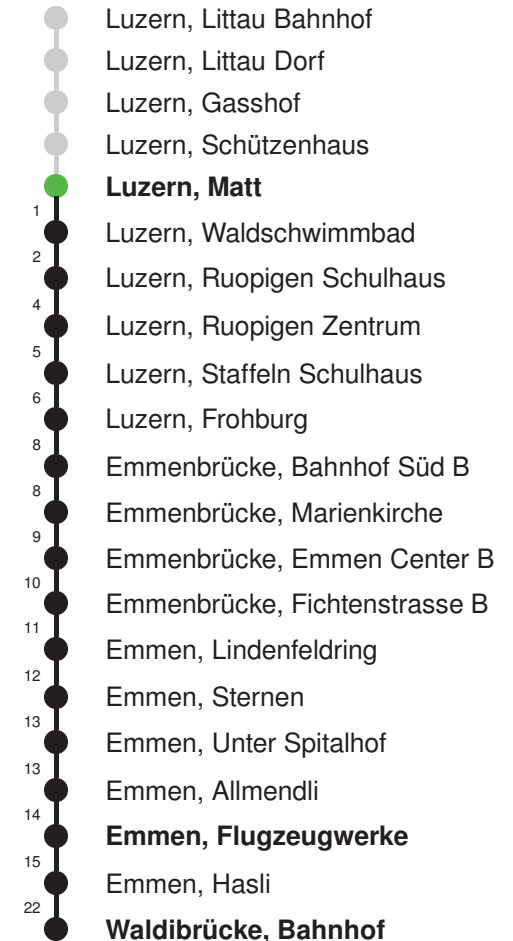 Luzern, Littau Bahnhof
Luzern, Littau Dorf
Luzern, Gasshof
Luzern, Schützenhaus
Luzern, Matt
1
Luzern, Waldschwimmbad
2
Luzern, Ruopigen Schulhaus
4
Luzern, Ruopigen Zentrum
5
Luzern, Staffeln Schulhaus
6
Luzern, Frohburg
8
Emmenbrücke, Bahnhof Süd B
8
Emmenbrücke, Marienkirche
9
Emmenbrücke, Emmen Center B
10
Emmenbrücke, Fichtenstrasse B
11
Emmen, Lindenfeldring
12
Emmen, Sternen
13
Emmen, Unter Spitalhof
13
Emmen, Allmendli
14
Emmen, Flugzeugwerke
15
Emmen, Hasli
22
Waldibrücke, Bahnhof